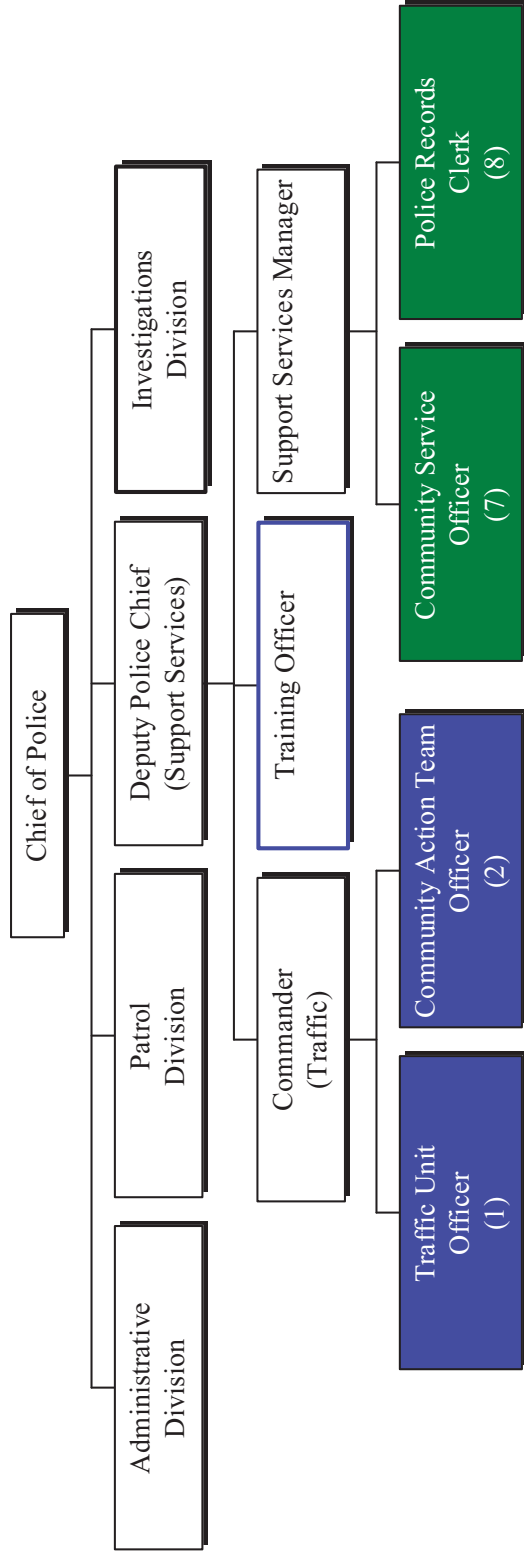 Chief of Police
Administrative
Division
Patrol
Division
Deputy Police Chief
(Support Services)
Investigations
Division
Commander
(Traffic)
Training Officer
Support Services Manager
Traffic Unit
Officer
(1)
Community Action Team
Officer
(2)
Community Service
Officer
(7)
Police Records
Clerk
(8)